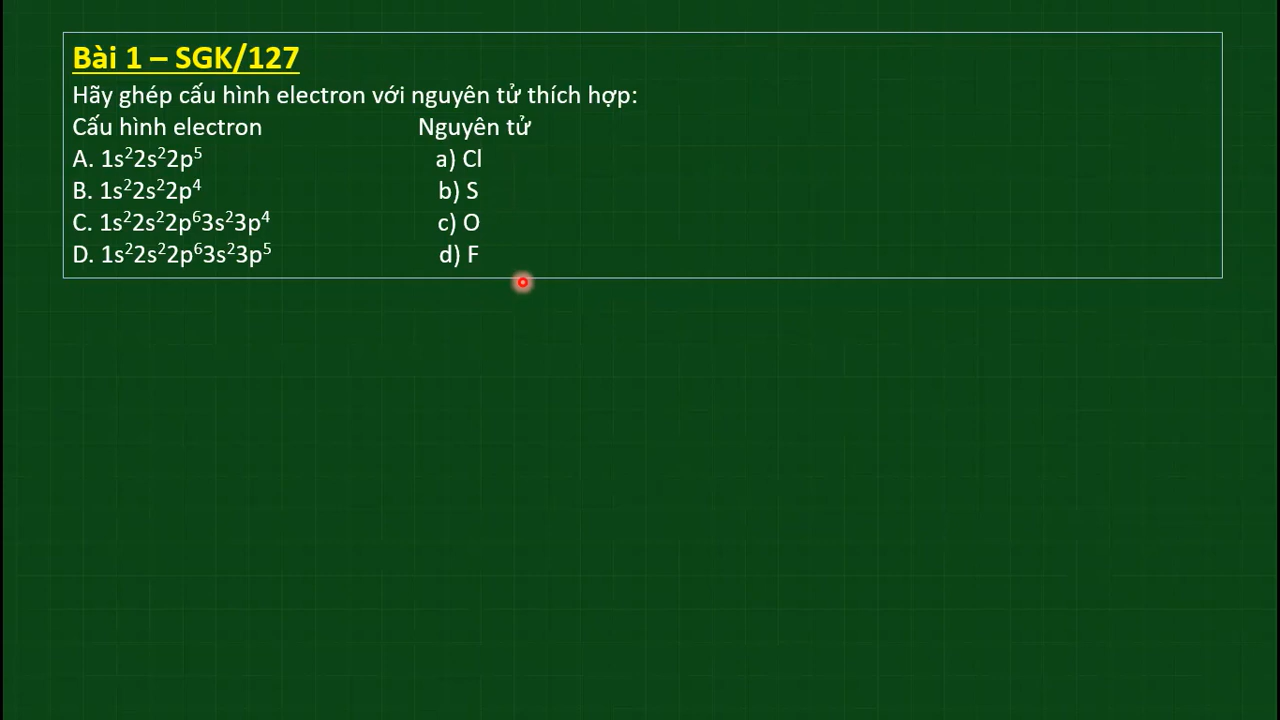 Bài 1 – SGK/127
Hãy ghép cấu hình electron với nguyên tử thích hợp:
Cấu hình electron Nguyên tử
A. 1s²2s²2p⁵ a) Cl
B. 1s²2s²2p⁴ b) S
C. 1s²2s²2p⁶3s²3p⁴ c) O
D. 1s²2s²2p⁶3s²3p⁵ d) F